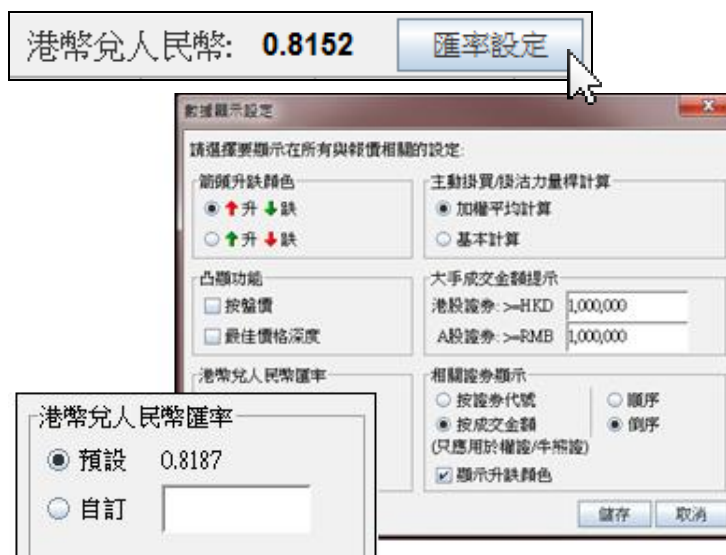 港幣兌人民幣: 0.8152 匯率設定
數據顯示設定
請選擇要顯示在所有與報價相關的設定:
箭頭升跌顏色
升 跌
升 跌
主動掛買/掛沽力量桿計算
加權平均計算
基本計算
凸顯功能
按盤價
最佳價格深度
大手成交金額提示
港股證券: >=HKD 1,000,000
A股證券: >=RMB 1,000,000
港幣兌人民幣匯率
相關證券顯示
按證券代號 順序
按成交金額 倒序
(只應用於權證/牛熊證)
顯示升跌顏色
港幣兌人民幣匯率
預設 0.8187
自訂
儲存 取消